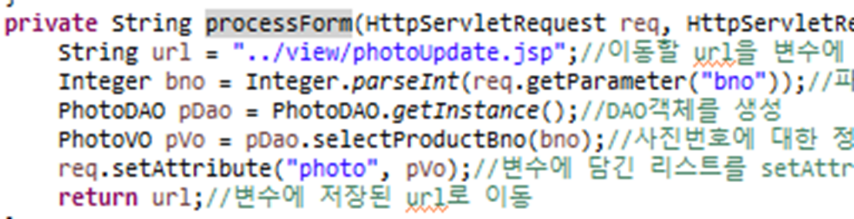 private String processForm(HttpServletRequest req, HttpServletRe
String url = "../view/photoUpdate.jsp";//이동할 url을 변수에
Integer bno = Integer.parseInt(req.getParameter("bno"));//파
PhotoDAO pDao = PhotoDAO.getInstance();//DAO객체를 생성
PhotoVO pVo = pDao.selectProductBno(bno);//사진번호에 대한 정
req.setAttribute("photo", pVo);//변수에 담긴 리스트를 setAttr
return url;//변수에 저장된 url로 이동